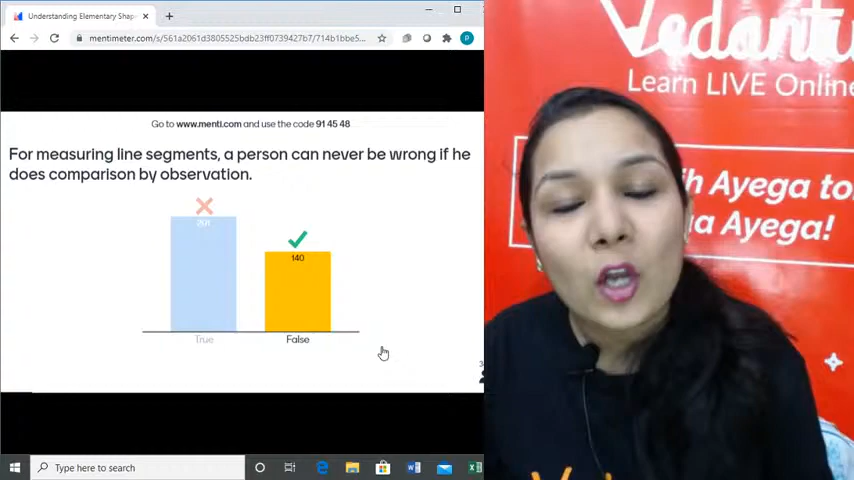 Understanding Elementary Shap
mentimeter.com/s/561a2061d3805525bdb23ff0739427b7/714b1bbe5...
P
Go to www.menti.com and use the code 91 45 48
For measuring line segments, a person can never be wrong if he
does comparison by observation.
201
140
True
False
Type here to search
Vedantu
Learn LIVE Online
h Ayega to
a Ayega!